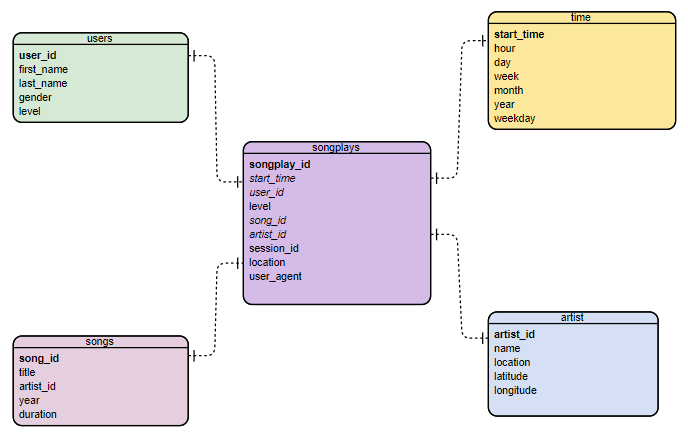 users
user_id
first_name
last_name
gender
level
time
start_time
hour
day
week
month
year
weekday
songplays
songplay_id
start_time
user_id
level
song_id
artist_id
session_id
location
user_agent
songs
song_id
title
artist_id
year
duration
artist
artist_id
name
location
latitude
longitude